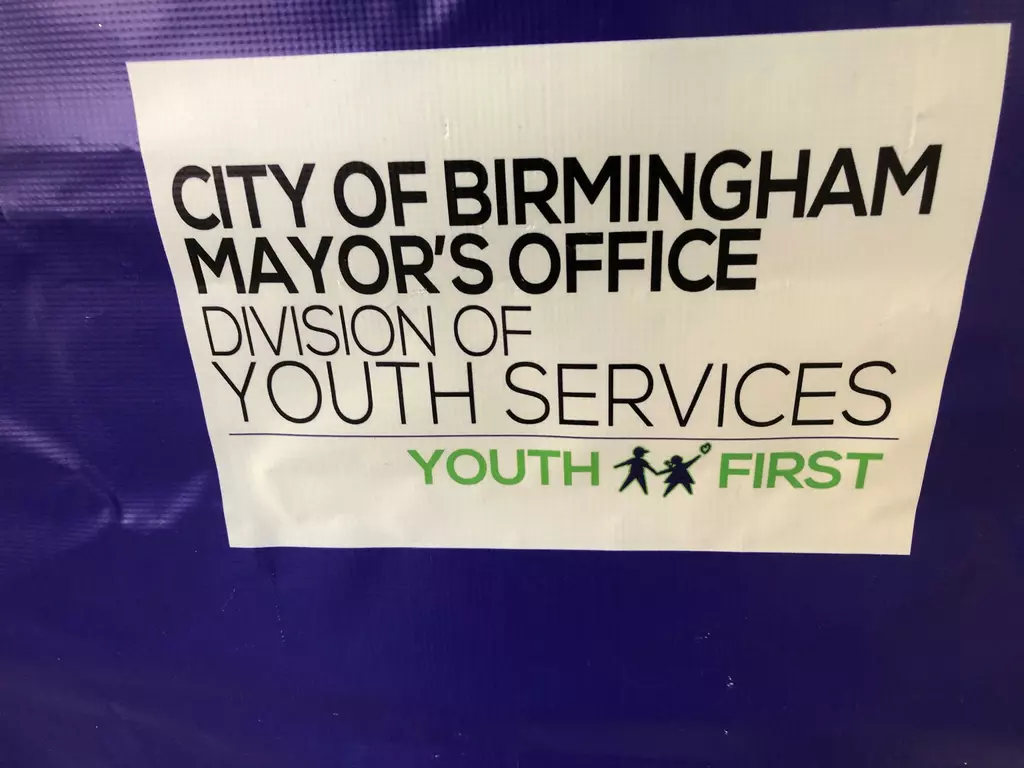 CITY OF BIRMINGHAM
MAYOR'S OFFICE
DIVISION OF
YOUTH SERVICES
YOUTH FIRST